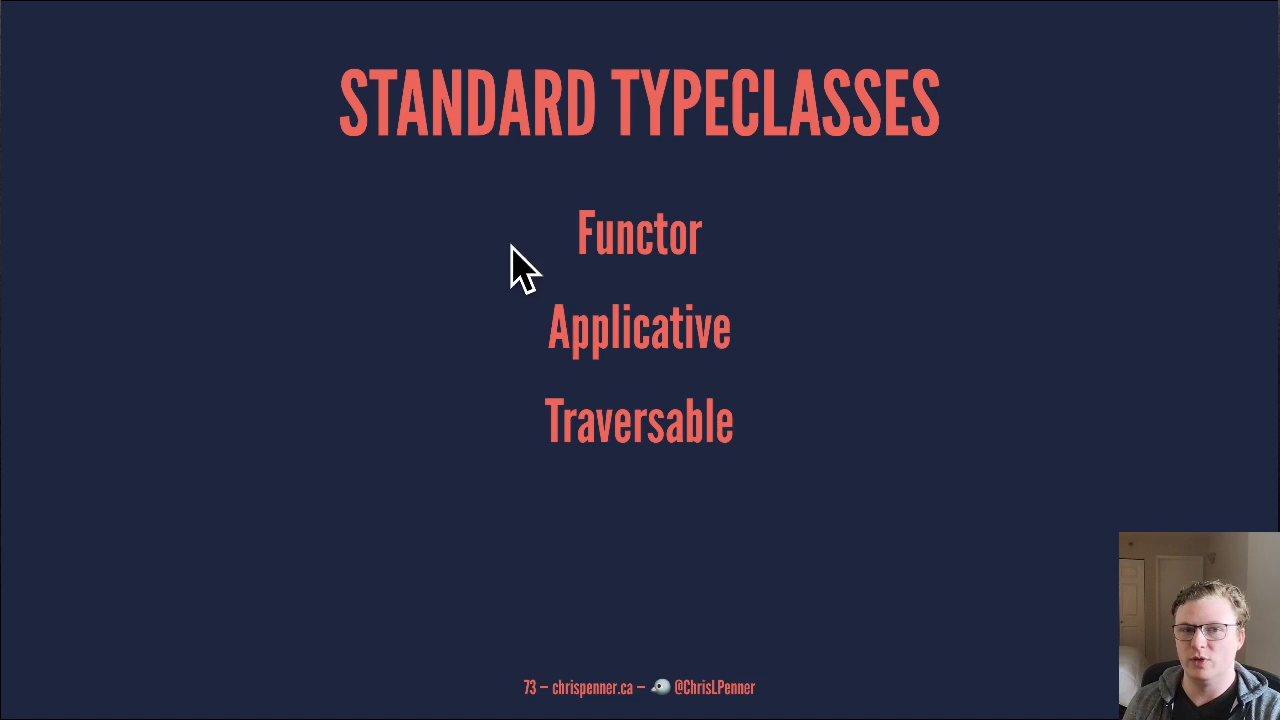 STANDARD TYPECLASSES
Functor
Applicative
Traversable
73 — chrispenner.ca — 🐦 @ChrisLPenner